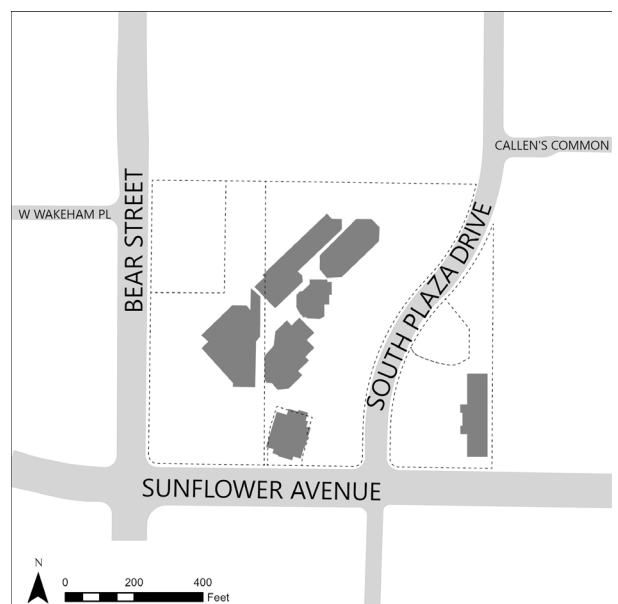 CALLEN'S COMMON
W WAKEHAM PL
BEAR STREET
SOUTH PLAZA DRIVE
SUNFLOWER AVENUE
N
0 200 400
Feet